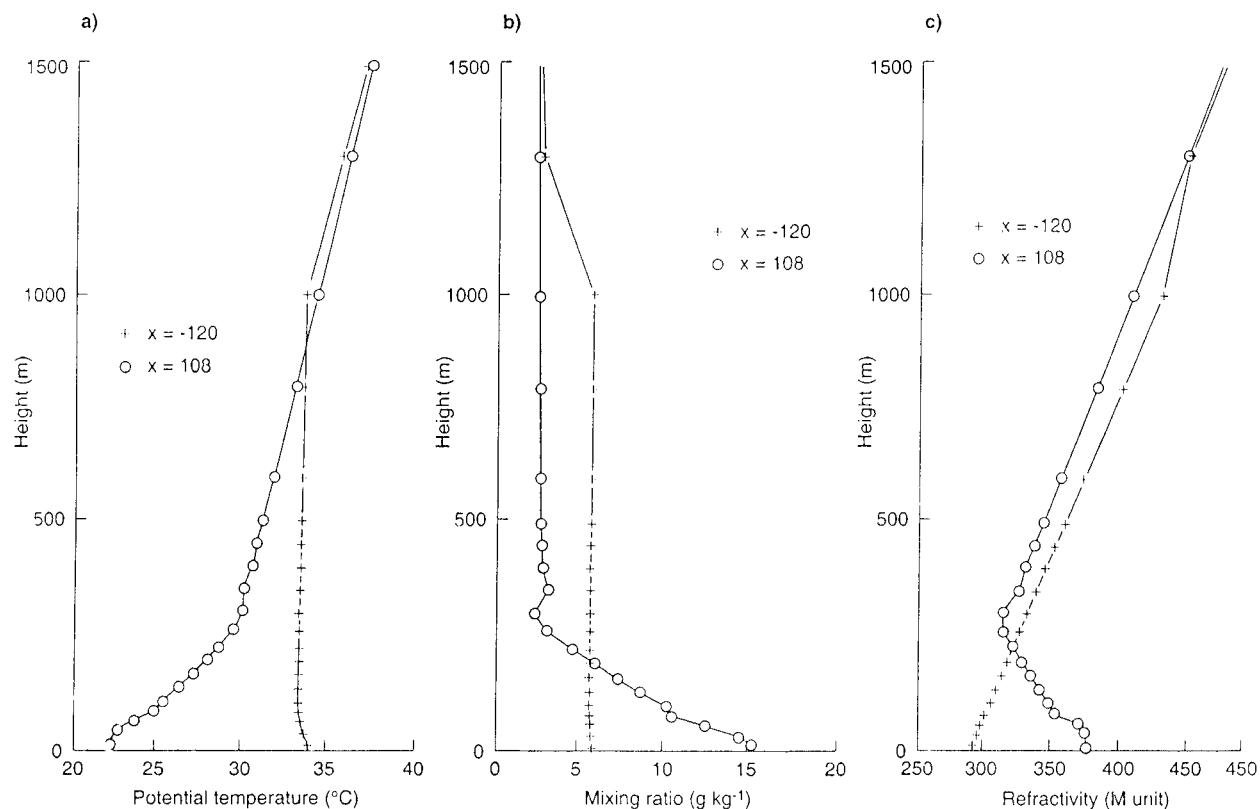 a)
1500
1000
500
0
Height (m)
+ x = -120
o x = 108
20 25 30 35 40
Potential temperature (°C)
b)
1500
1000
500
0
Height (m)
+ x = -120
o x = 108
0 5 10 15 20
Mixing ratio (g kg-1)
c)
1500
1000
500
0
Height (m)
+ x = -120
o x = 108
250 300 350 400 450 450
Refractivity (M unit)